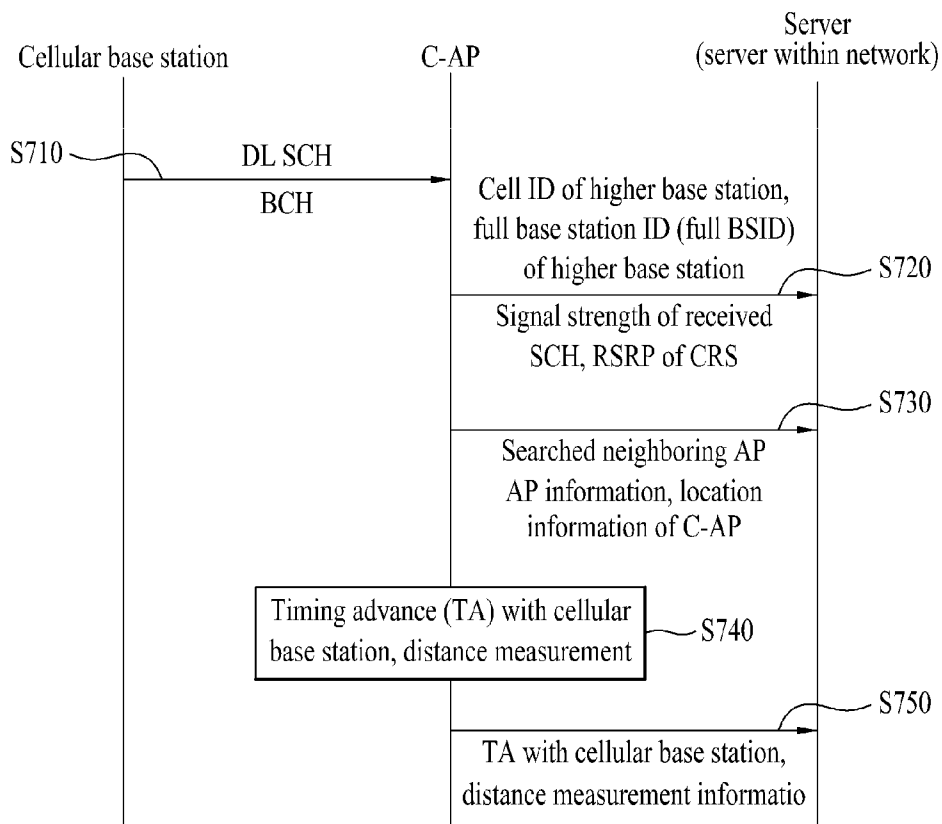 Cellular base station
C-AP
Server
(server within network)
S710
DL SCH
BCH
Cell ID of higher base station,
full base station ID (full BSID)
of higher base station
S720
Signal strength of received
SCH, RSRP of CRS
S730
Searched neighboring AP
AP information, location
information of C-AP
Timing advance (TA) with cellular
base station, distance measurement
S740
S750
TA with cellular base station,
distance measurement informatio